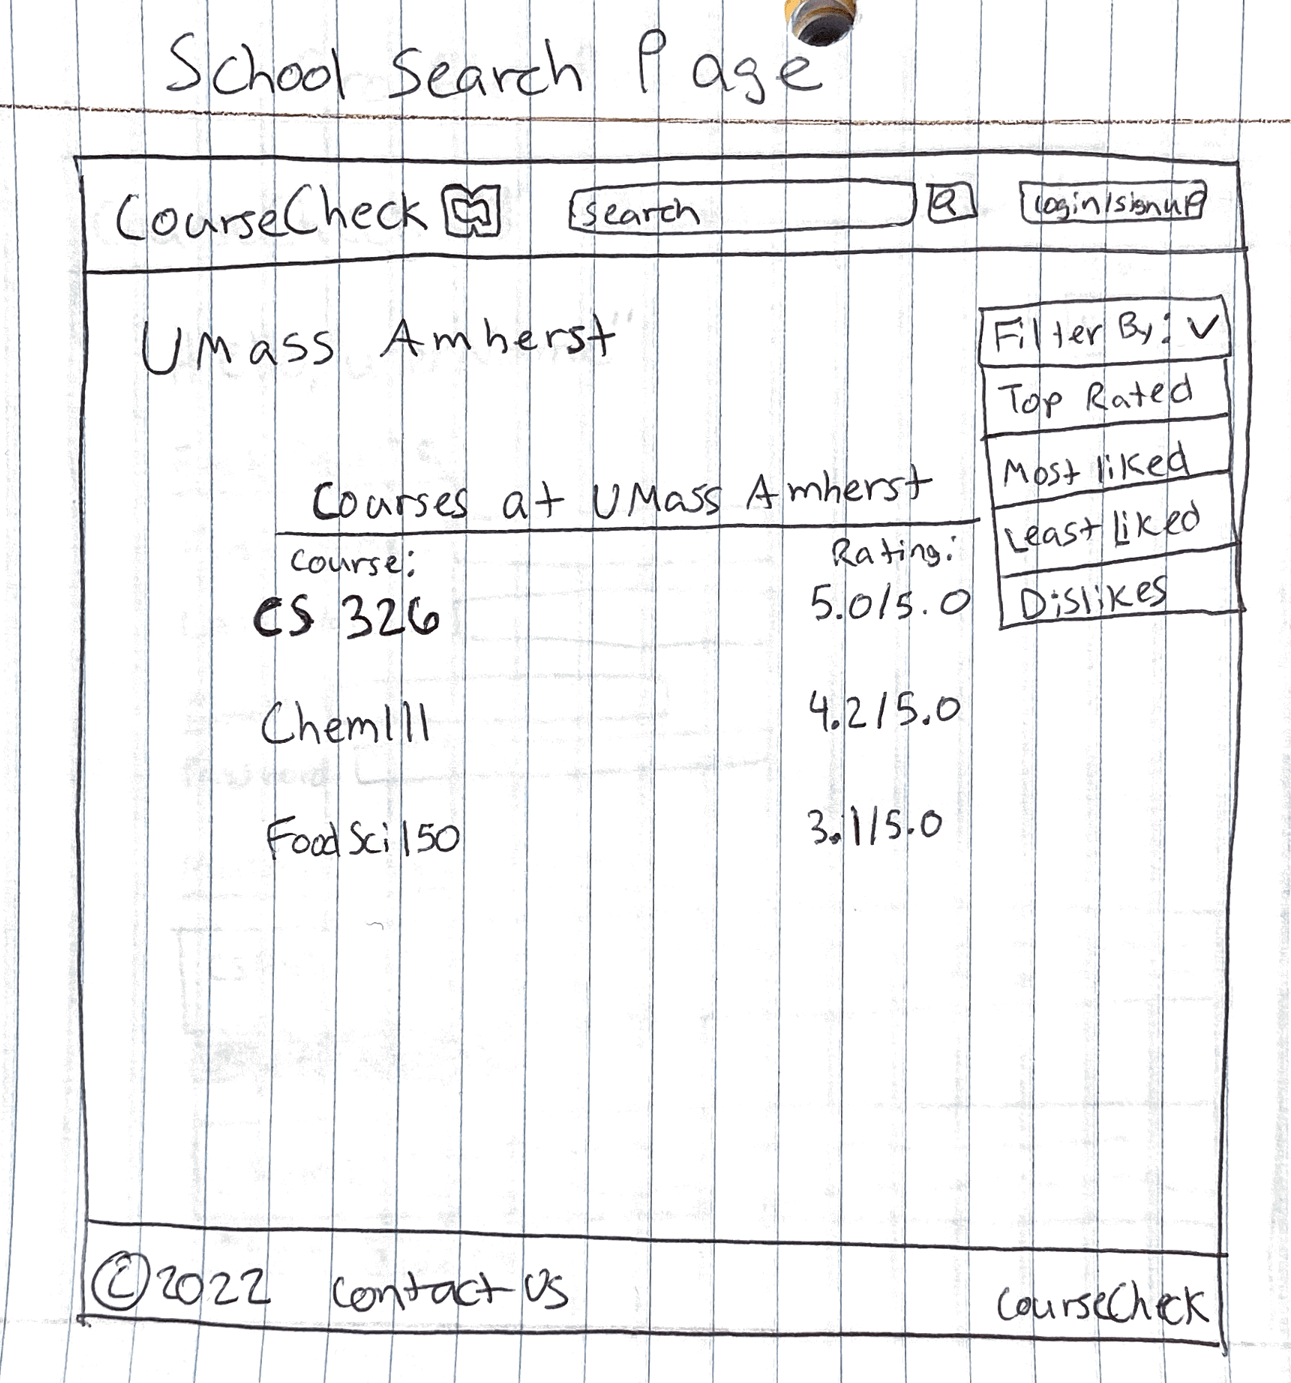 School Search Page
CourseCheck search login/signup
UMass Amherst
Filter By:
Top Rated
Most liked
Least Liked
Dislikes
Courses at UMass Amherst
Course: Rating:
CS 326 5.0/5.0
Chem111 4.2/5.0
FoodSci150 3.1/5.0
©2022 Contact Us CourseCheck